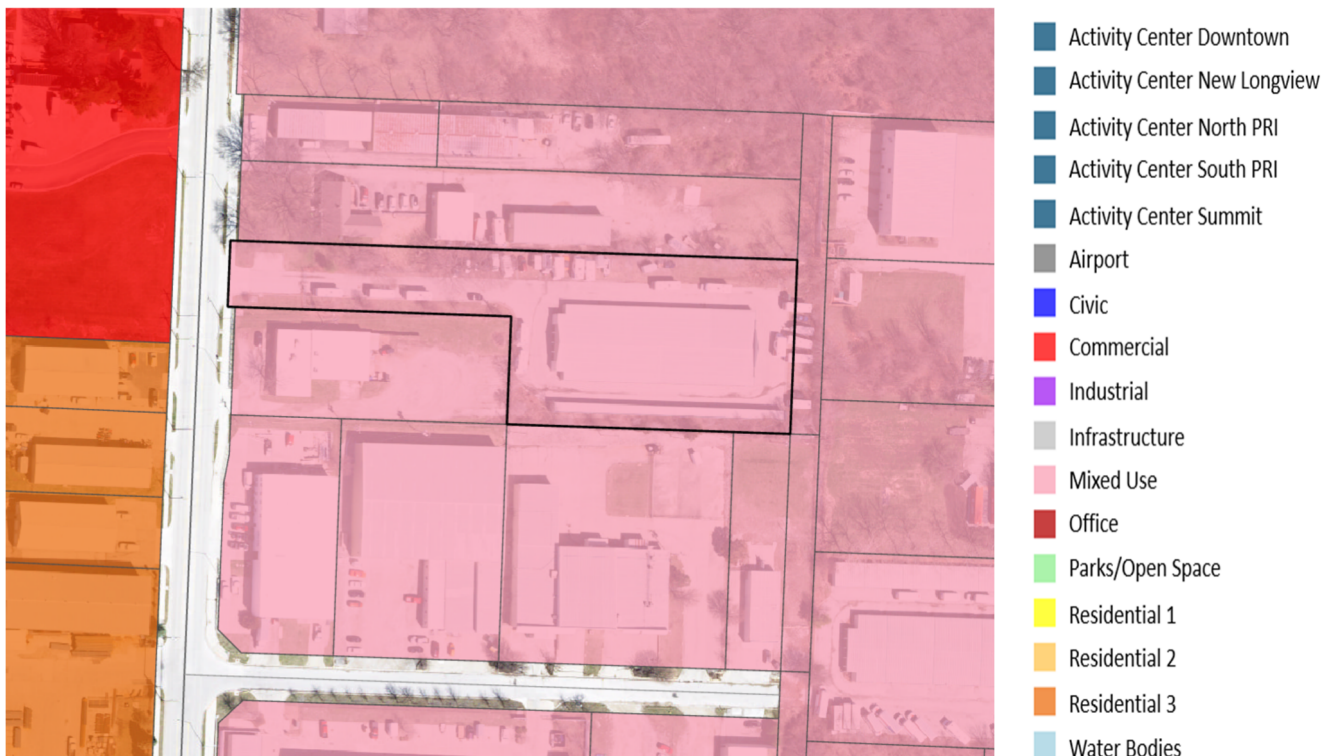 Activity Center Downtown
Activity Center New Longview
Activity Center North PRI
Activity Center South PRI
Activity Center Summit
Airport
Civic
Commercial
Industrial
Infrastructure
Mixed Use
Office
Parks/Open Space
Residential 1
Residential 2
Residential 3
Water Bodies